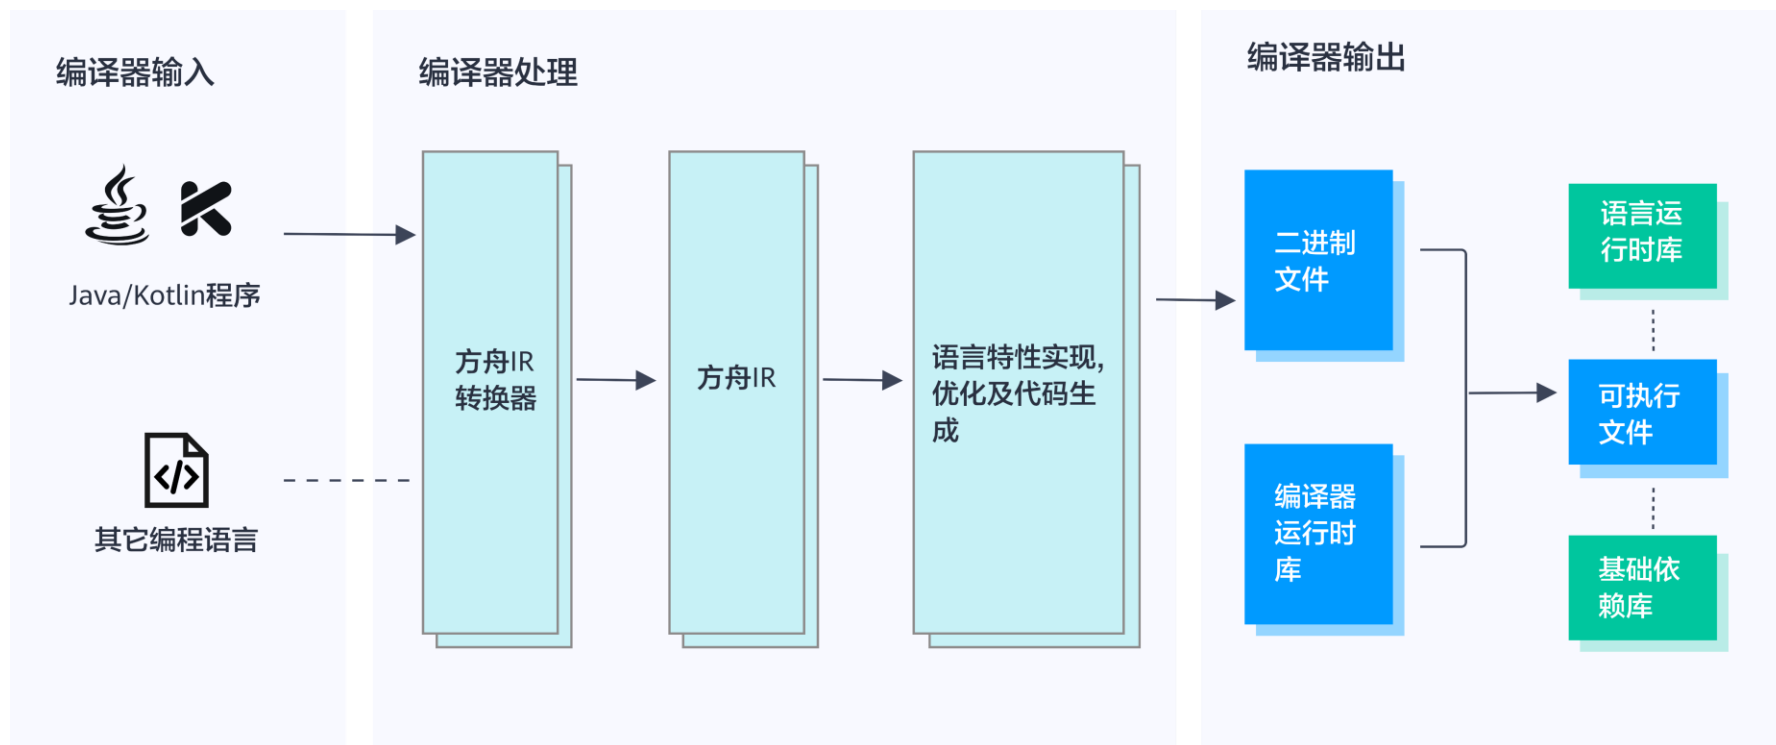 编译器输入
Java/Kotlin程序
其它编程语言
编译器处理
方舟IR
转换器
方舟IR
语言特性实现,
优化及代码生
成
编译器输出
二进制
文件
编译器
运行时
库
语言运
行时库
可执行
文件
基础依
赖库